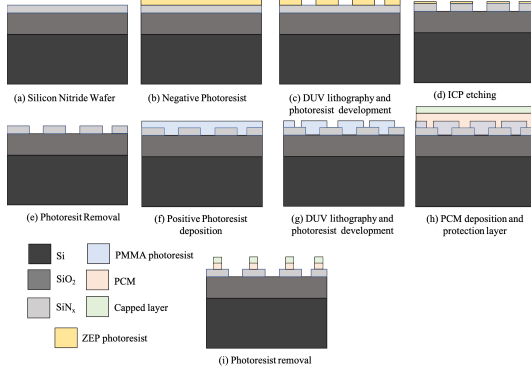 (a) Silicon Nitride Wafer
(b) Negative Photoresist
(c) DUV lithography and
photoresist development
(d) ICP etching
(e) Photoresit Removal
(f) Positive Photoresist
deposition
(g) DUV lithography and
photoresist development
(h) PCM deposition and
protection layer
Si
SiO2
SiNx
PMMA photoresist
PCM
Capped layer
ZEP photoresist
(i) Photoresist removal